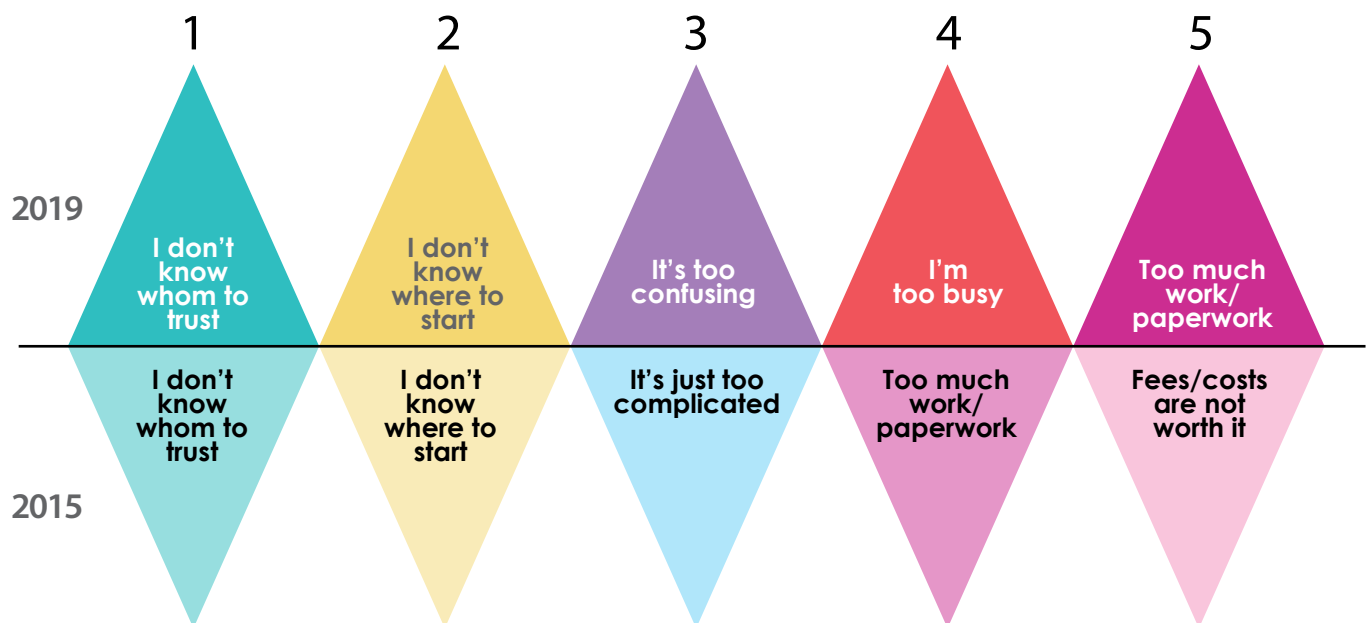 1
2
3
4
5
2019
I don't
know
whom to
trust
I don't
know
where to
start
It's too
confusing
I'm
too busy
Too much
work/
paperwork
I don't
know
whom to
trust
I don't
know
where to
start
It's just too
complicated
Too much
work/
paperwork
Fees/costs
are not
worth it
2015